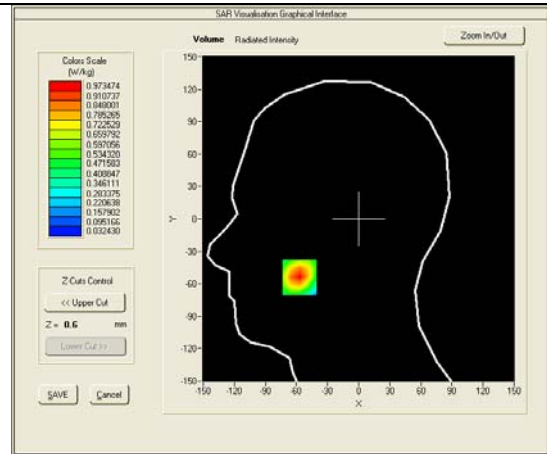 SAR Visualisation Graphical Interface
Volume Radiated Intensity
Zoom In/Out
Colors Scale
(W/kg)
0.973474
0.910737
0.848001
0.785265
0.722529
0.659792
0.597056
0.534320
0.471583
0.408847
0.346111
0.283375
0.220638
0.157902
0.095166
0.032430
Z Cuts Control
<< Upper Cut
Z = 0.6 mm
Lower Cut >>
SAVE Cancel
150
120
90
60
30
0
-30
-60
-90
-120
-150
Y
-150 -120 -90 -60 -30 0 30 60 90 120 150
X